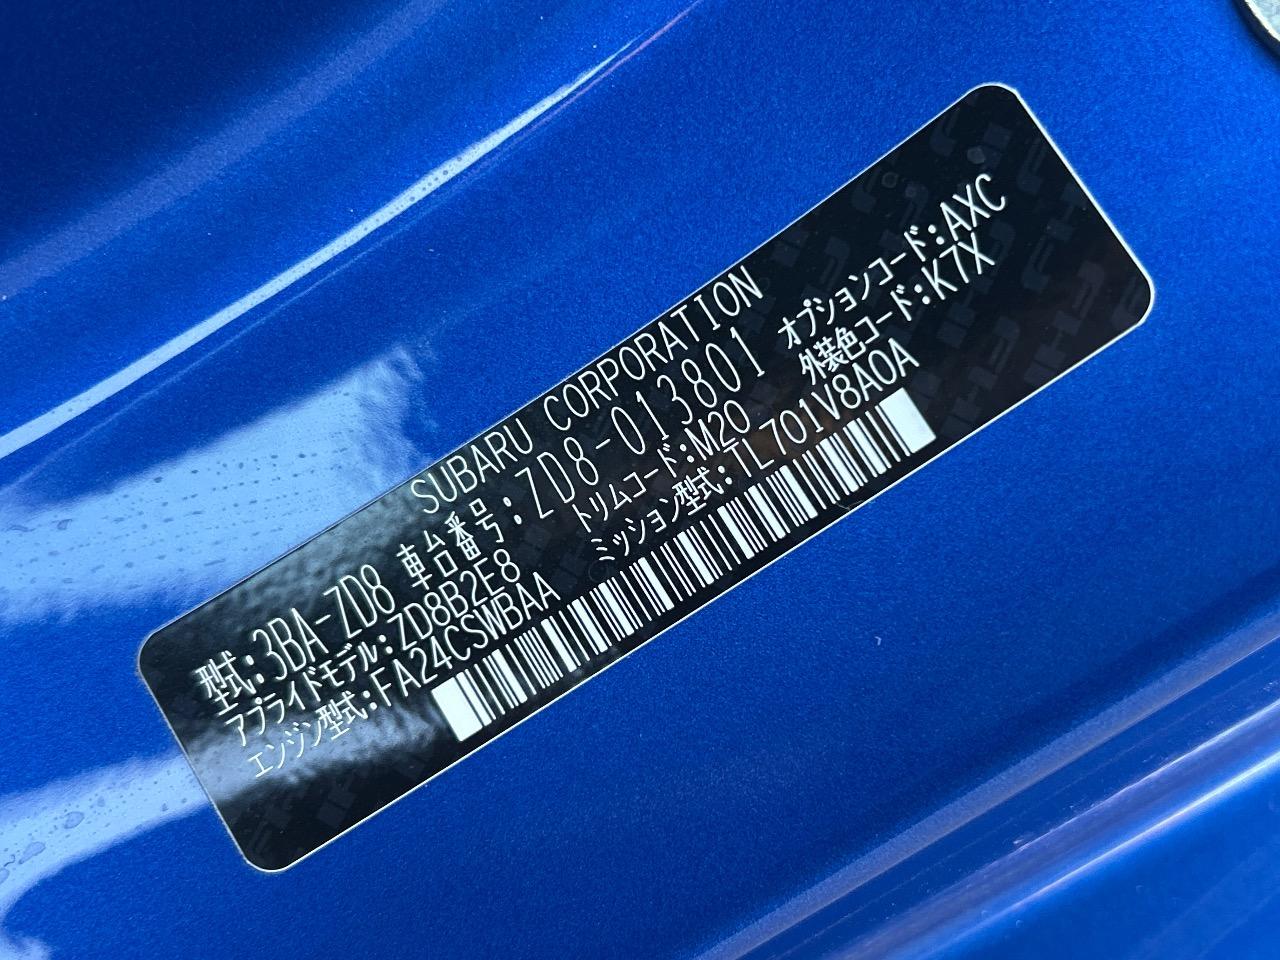 SUBARU CORPORATION
型式:3BA-ZD8 車台番号:ZD8-013801
アプライドモデル:ZD8B2E8 トリムコード:M20 オプションコード:AXC
エンジン型式:FA24CSWBAA ミッション型式:TL701V8A0A 外装色コード:K7X
FHI